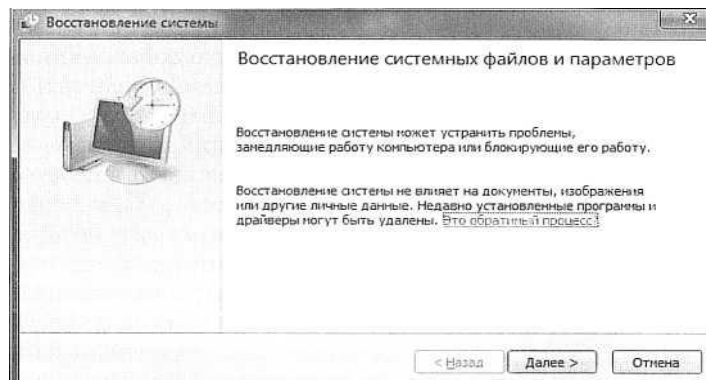 Восстановление системы
Восстановление системных файлов и параметров
Восстановление системы может устранить проблемы,
замедляющие работу компьютера или блокирующие его работу.
Восстановление системы не влияет на документы, изображения
или другие личные данные. Недавно установленные программы и
драйверы могут быть удалены. Это обратимый процесс?
< Назад Далее > Отмена